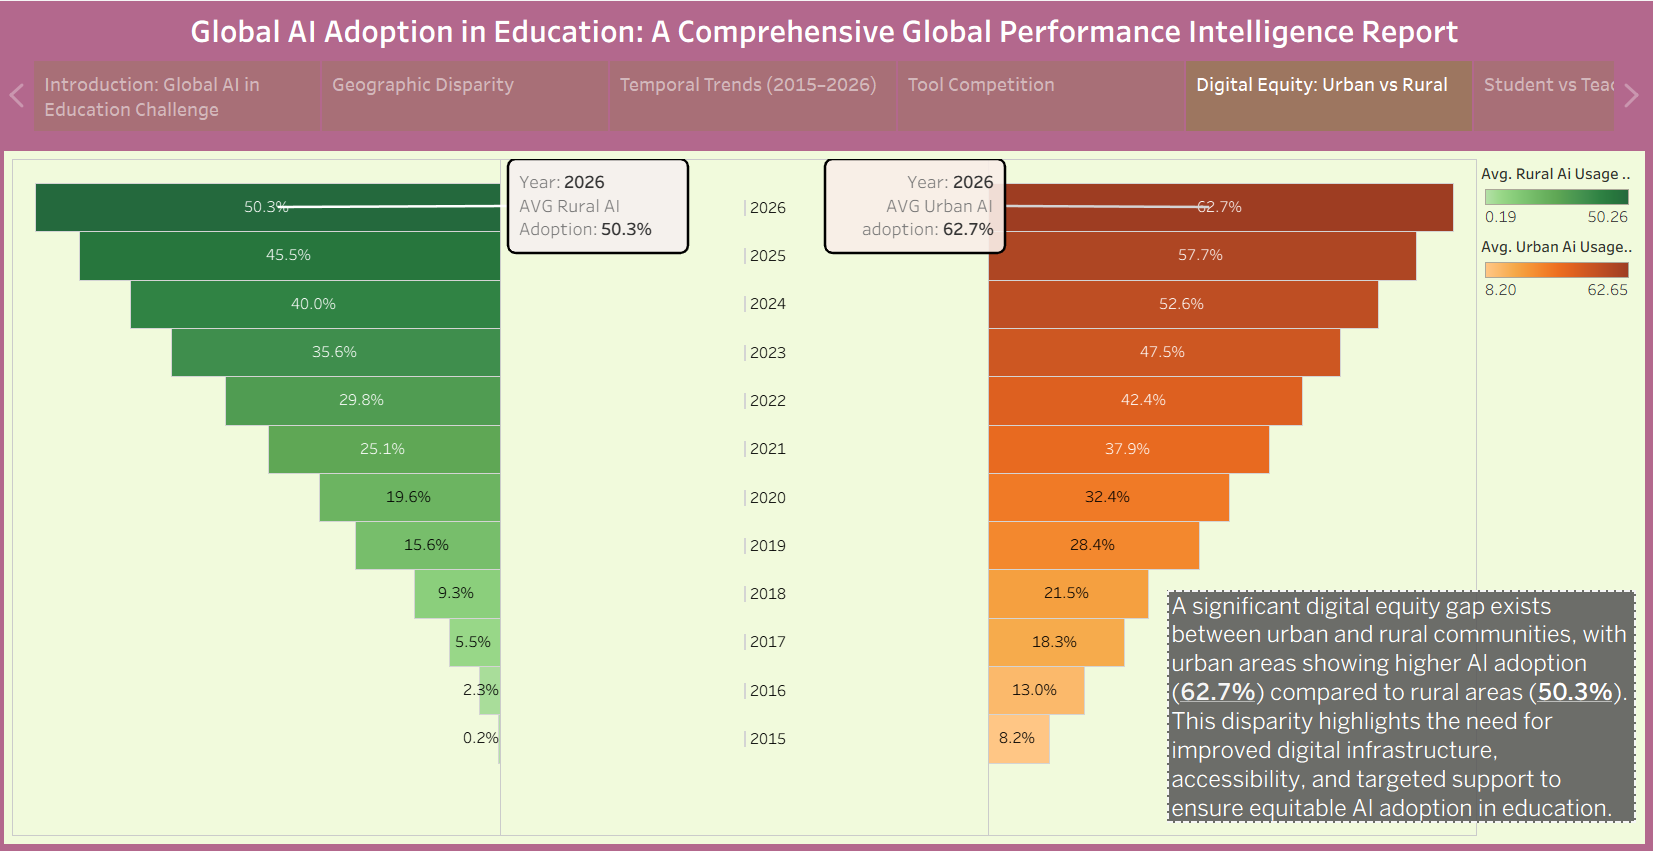 Global AI Adoption in Education: A Comprehensive Global Performance Intelligence Report
Introduction: Global AI in
Education Challenge
Geographic Disparity
Temporal Trends (2015–2026)
Tool Competition
Digital Equity: Urban vs Rural
Student vs Teac
Year: 2026
AVG Rural AI
Adoption: 50.3%
Year: 2026
AVG Urban AI
adoption: 62.7%
50.3%
2026
62.7%
45.5%
2025
57.7%
40.0%
2024
52.6%
35.6%
2023
47.5%
29.8%
2022
42.4%
25.1%
2021
37.9%
19.6%
2020
32.4%
15.6%
2019
28.4%
9.3%
2018
21.5%
5.5%
2017
18.3%
2.3%
2016
13.0%
0.2%
2015
8.2%
Avg. Rural Ai Usage ..
0.19 50.26
Avg. Urban Ai Usage..
8.20 62.65
A significant digital equity gap exists
between urban and rural communities, with
urban areas showing higher AI adoption
(62.7%) compared to rural areas (50.3%).
This disparity highlights the need for
improved digital infrastructure,
accessibility, and targeted support to
ensure equitable AI adoption in education.